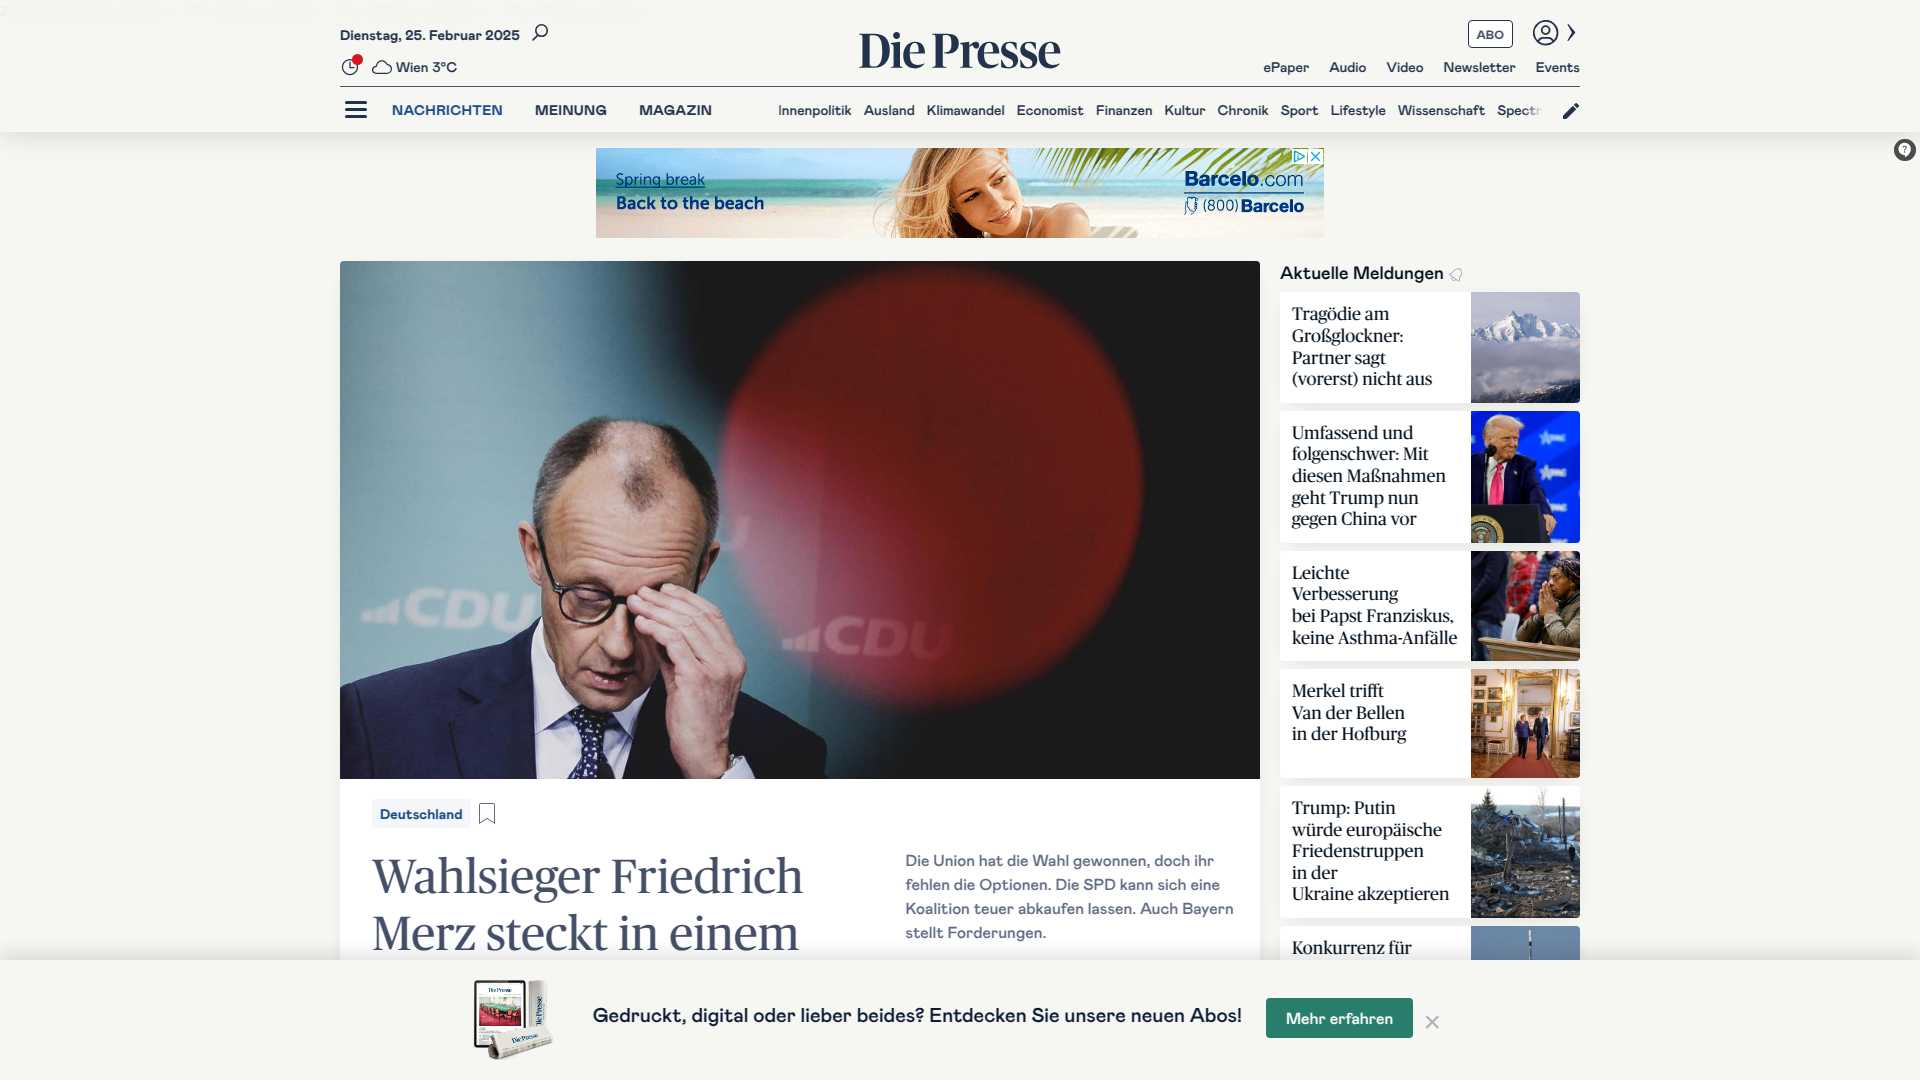 Dienstag, 25. Februar 2025
Die Presse
ABO
Wien 3°C
ePaper Audio Video Newsletter Events
NACHRICHTEN MEINUNG MAGAZIN
Innenpolitik Ausland Klimawandel Economist Finanzen Kultur Chronik Sport Lifestyle Wissenschaft Spectr
Spring break
Back to the beach
Barcelo.com
(800) Barcelo
CDU
CDU
Deutschland
Wahlsieger Friedrich
Merz steckt in einem
Die Union hat die Wahl gewonnen, doch ihr
fehlen die Optionen. Die SPD kann sich eine
Koalition teuer abkaufen lassen. Auch Bayern
stellt Forderungen.
Aktuelle Meldungen
Tragödie am
Großglockner:
Partner sagt
(vorerst) nicht aus
Umfassend und
folgenschwer: Mit
diesen Maßnahmen
geht Trump nun
gegen China vor
Leichte
Verbesserung
bei Papst Franziskus,
keine Asthma-Anfälle
Merkel trifft
Van der Bellen
in der Hofburg
Trump: Putin
würde europäische
Friedenstruppen
in der
Ukraine akzeptieren
Konkurrenz für
Die Presse
Die Presse
Die Presse
Gedruckt, digital oder lieber beides? Entdecken Sie unsere neuen Abos!
Mehr erfahren